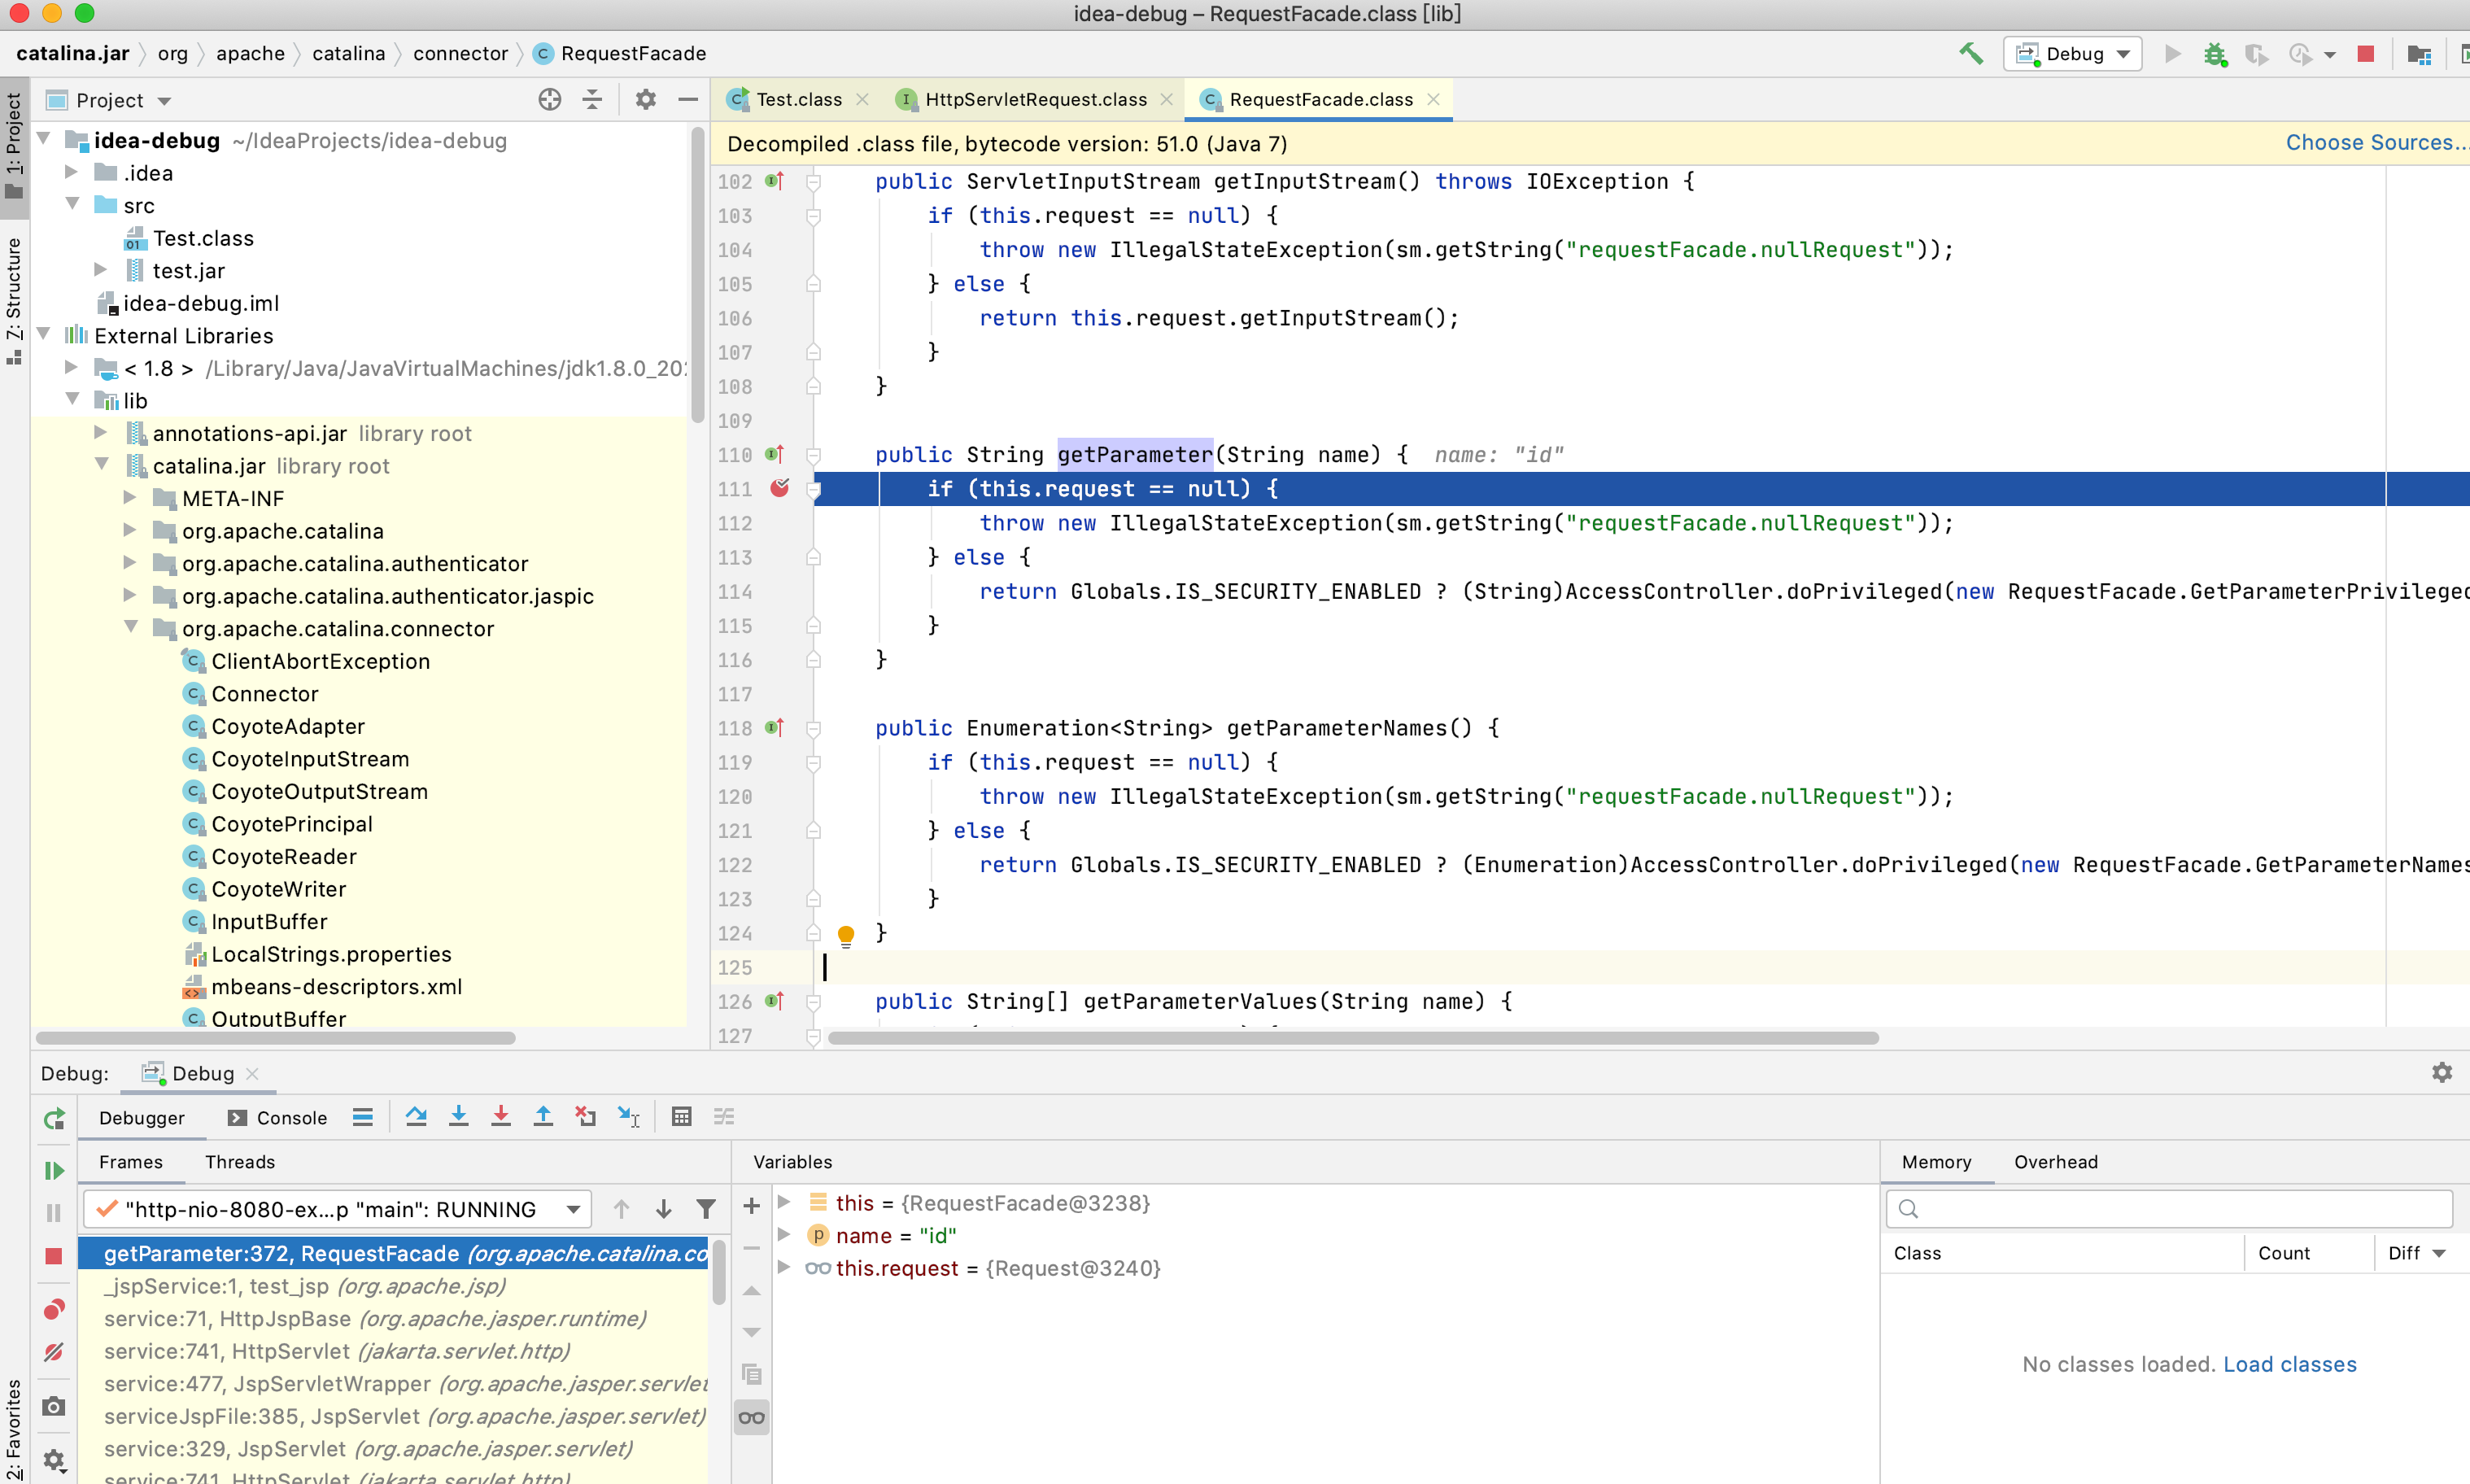 idea-debug – RequestFacade.class [lib]
catalina.jar org apache catalina connector RequestFacade
Debug
1: Project
Z: Structure
2: Favorites
Project
idea-debug ~/IdeaProjects/idea-debug
.idea
src
Test.class
test.jar
idea-debug.iml
External Libraries
< 1.8 > /Library/Java/JavaVirtualMachines/jdk1.8.0_20
lib
annotations-api.jar library root
catalina.jar library root
META-INF
org.apache.catalina
org.apache.catalina.authenticator
org.apache.catalina.authenticator.jaspic
org.apache.catalina.connector
ClientAbortException
Connector
CoyoteAdapter
CoyoteInputStream
CoyoteOutputStream
CoyotePrincipal
CoyoteReader
CoyoteWriter
InputBuffer
LocalStrings.properties
mbeans-descriptors.xml
OutputBuffer
Test.class HttpServletRequest.class RequestFacade.class
Decompiled .class file, bytecode version: 51.0 (Java 7) Choose Sources...
102 public ServletInputStream getInputStream() throws IOException {
103 if (this.request == null) {
104 throw new IllegalStateException(sm.getString("requestFacade.nullRequest"));
105 } else {
106 return this.request.getInputStream();
107 }
108 }
109
110 public String getParameter(String name) { name: "id"
111 if (this.request == null) {
112 throw new IllegalStateException(sm.getString("requestFacade.nullRequest"));
113 } else {
114 return Globals.IS_SECURITY_ENABLED ? (String)AccessController.doPrivileged(new RequestFacade.GetParameterPrivileged
115 }
116 }
117
118 public Enumeration<String> getParameterNames() {
119 if (this.request == null) {
120 throw new IllegalStateException(sm.getString("requestFacade.nullRequest"));
121 } else {
122 return Globals.IS_SECURITY_ENABLED ? (Enumeration)AccessController.doPrivileged(new RequestFacade.GetParameterNames
123 }
124 }
125
126 public String[] getParameterValues(String name) {
127
Debug: Debug
Debugger Console
Frames Threads
"http-nio-8080-ex...p "main": RUNNING
getParameter:372, RequestFacade (org.apache.catalina.co
_jspService:1, test_jsp (org.apache.jsp)
service:71, HttpJspBase (org.apache.jasper.runtime)
service:741, HttpServlet (jakarta.servlet.http)
service:477, JspServletWrapper (org.apache.jasper.servlet
serviceJspFile:385, JspServlet (org.apache.jasper.servlet)
service:329, JspServlet (org.apache.jasper.servlet)
service:741, HttpServlet (jakarta.servlet.http)
Variables
this = {RequestFacade@3238}
name = "id"
this.request = {Request@3240}
Memory Overhead
Class Count Diff
No classes loaded. Load classes